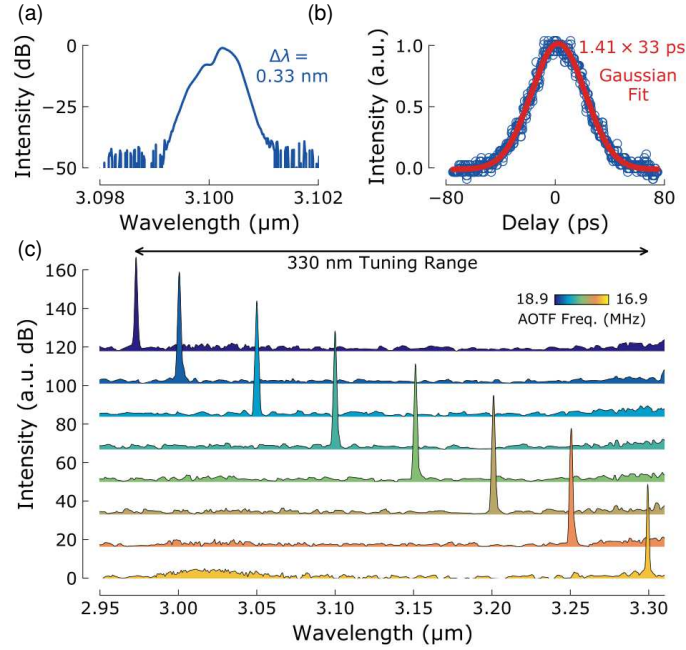 (a)
Intensity (dB)
0
−25
−50
Δλ =
0.33 nm
3.098
3.100
3.102
Wavelength (µm)
(b)
Intensity (a.u.)
1.0
0.5
0.0
1.41 × 33 ps
Gaussian
Fit
−80
0
80
Delay (ps)
(c)
330 nm Tuning Range
18.9
16.9
AOTF Freq. (MHz)
Intensity (a.u. dB)
160
140
120
100
80
60
40
20
0
2.95
3.00
3.05
3.10
3.15
3.20
3.25
3.30
Wavelength (µm)